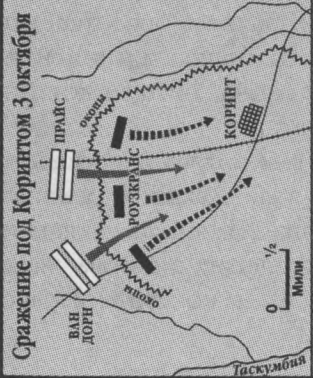 Сражение под Коринтом 3 октября
ПРАЙС
ОКОПЫ
КОРИНТ
РОУЗКРАНС
ВАН
ДОРН
ОКОПЫ
0 ½
Мили
Таскумбия